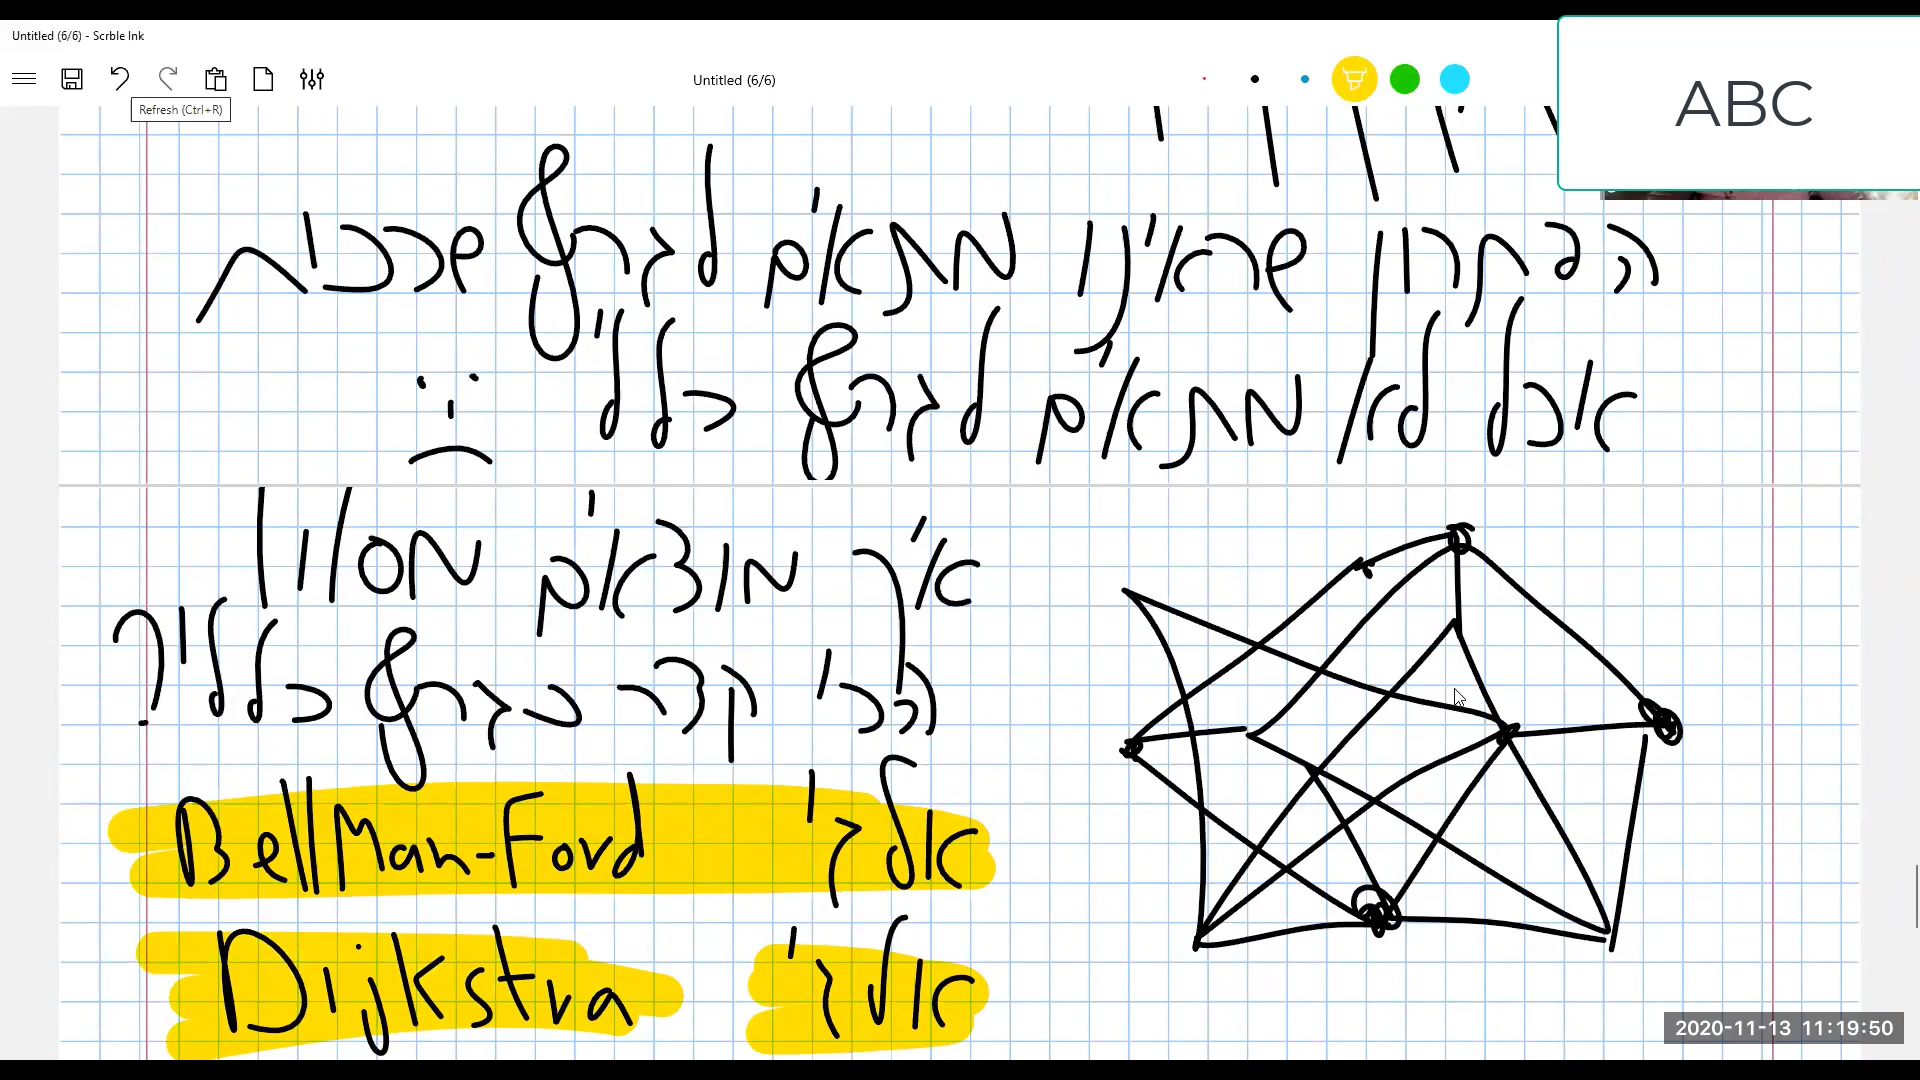 Untitled (6/6) - Scrble Ink
Untitled (6/6)
Refresh (Ctrl+R)
ABC
הפתרון שראינו מתאים לגרף שכבות
אבל לא מתאים לגרף כללי
איך מוצאים מסלול
הכי קצר בגרף כללי?
אלג' BellMan-Ford
אלג' Dijkstra
2020-11-13 11:19:50